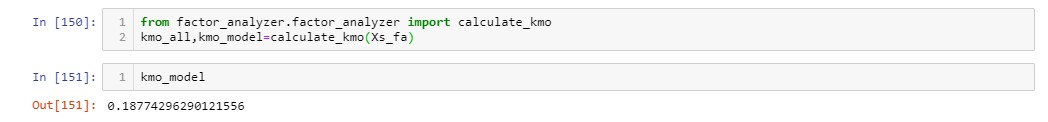 In [150]: 1 from factor_analyzer.factor_analyzer import calculate_kmo
2 kmo_all,kmo_model=calculate_kmo(Xs_fa)
In [151]: 1 kmo_model
Out[151]: 0.18774296290121556